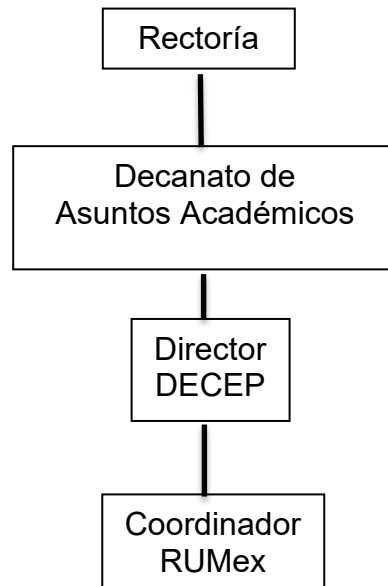 Rectoría
Decanato de
Asuntos Académicos
Director
DECEP
Coordinador
RUMex